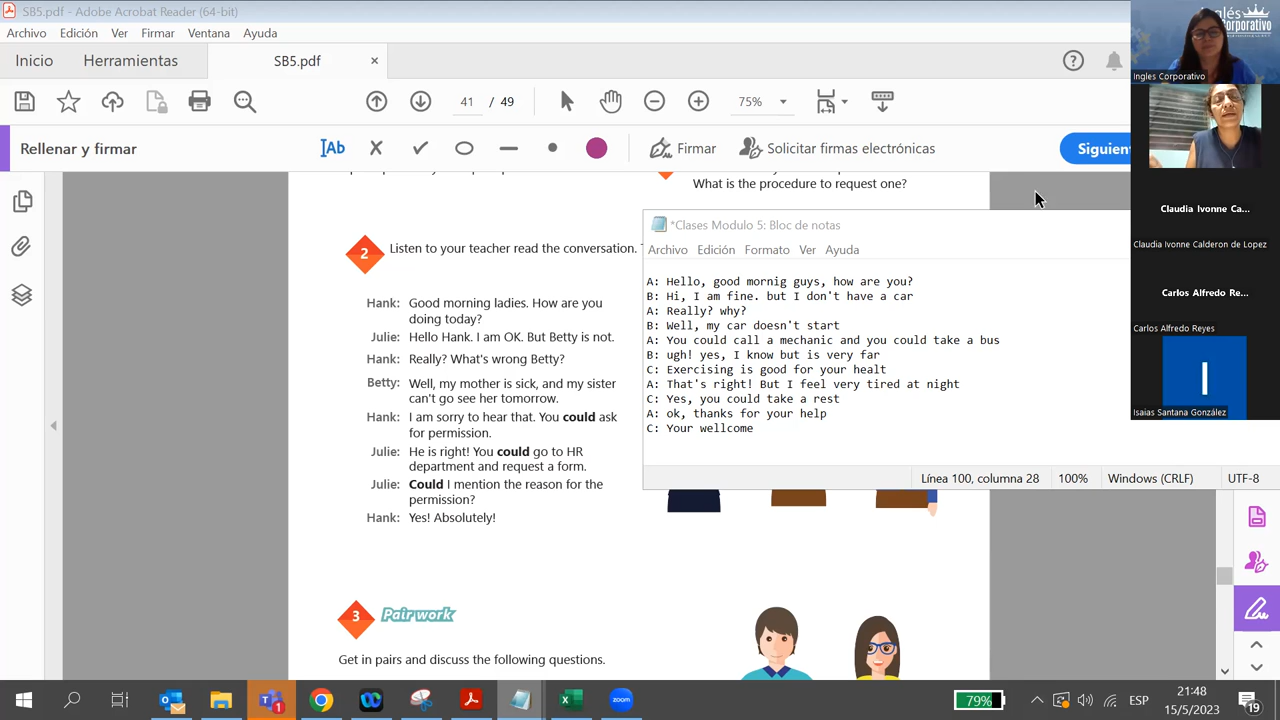 SB5.pdf - Adobe Acrobat Reader (64-bit)
Archivo Edición Ver Firmar Ventana Ayuda
Inicio Herramientas SB5.pdf ×
41 / 49 75%
Rellenar y firmar
Ab Firmar Solicitar firmas electrónicas Siguien
What is the procedure to request one?
2 Listen to your teacher read the conversation.
Hank: Good morning ladies. How are you
doing today?
Julie: Hello Hank. I am OK. But Betty is not.
Hank: Really? What's wrong Betty?
Betty: Well, my mother is sick, and my sister
can't go see her tomorrow.
Hank: I am sorry to hear that. You could ask
for permission.
Julie: He is right! You could go to HR
department and request a form.
Julie: Could I mention the reason for the
permission?
Hank: Yes! Absolutely!
3 Pair work
Get in pairs and discuss the following questions.
*Clases Modulo 5: Bloc de notas
Archivo Edición Formato Ver Ayuda
A: Hello, good mornig guys, how are you?
B: Hi, I am fine. but I don't have a car
A: Really? why?
B: Well, my car doesn't start
A: You could call a mechanic and you could take a bus
B: ugh! yes, I know but is very far
C: Exercising is good for your healt
A: That's right! But I feel very tired at night
C: Yes, you could take a rest
A: ok, thanks for your help
C: Your wellcome
Línea 100, columna 28 100% Windows (CRLF) UTF-8
Inglés
Corporativo
Ingles Corporativo
Claudia Ivonne Ca...
Claudia Ivonne Calderon de Lopez
Carlos Alfredo Re...
Carlos Alfredo Reyes
I
Isaias Santana González
1
zoom
79% ESP 21:48
15/5/2023
19